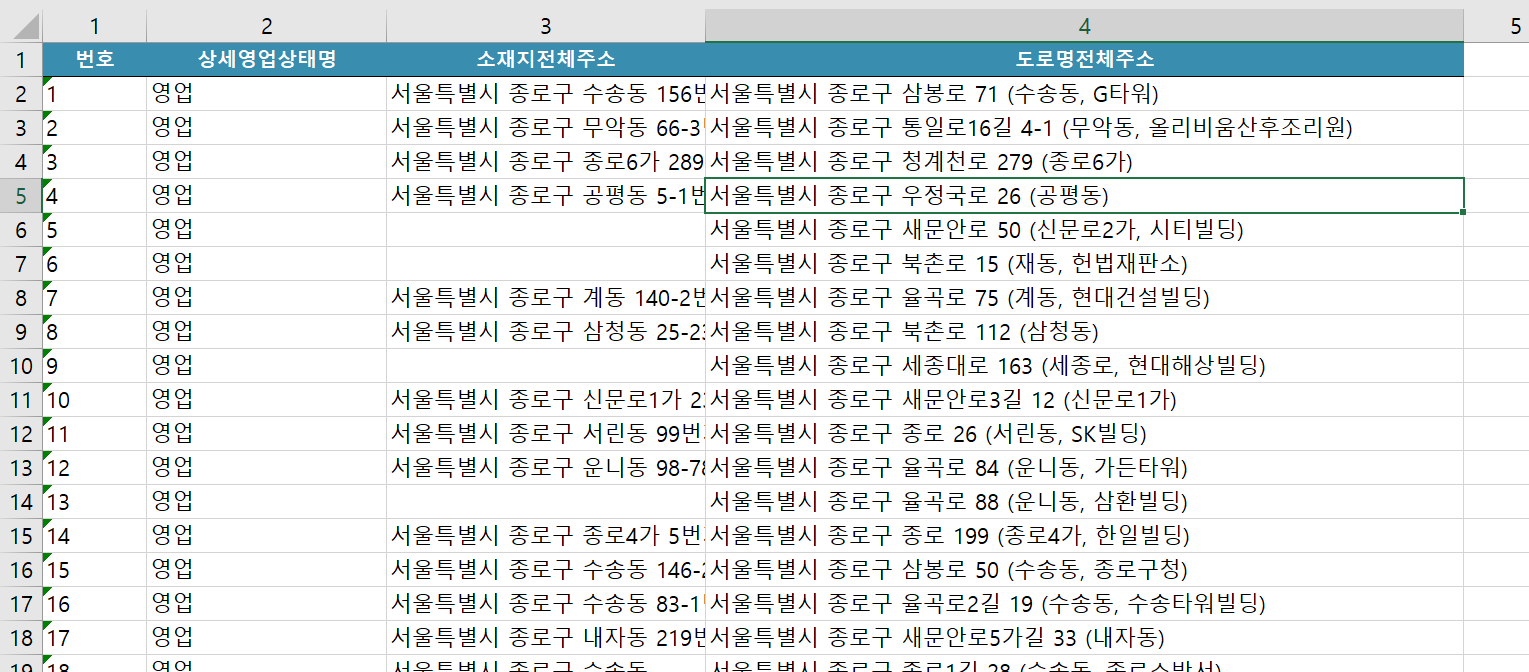 1 2 3 4 5
1 번호 상세영업상태명 소재지전체주소 도로명전체주소
2 1 영업 서울특별시 종로구 수송동 156번 서울특별시 종로구 삼봉로 71 (수송동, G타워)
3 2 영업 서울특별시 종로구 무악동 66-3 서울특별시 종로구 통일로16길 4-1 (무악동, 올리비움산후조리원)
4 3 영업 서울특별시 종로구 종로6가 289 서울특별시 종로구 청계천로 279 (종로6가)
5 4 영업 서울특별시 종로구 공평동 5-1번 서울특별시 종로구 우정국로 26 (공평동)
6 5 영업 서울특별시 종로구 새문안로 50 (신문로2가, 시티빌딩)
7 6 영업 서울특별시 종로구 북촌로 15 (재동, 헌법재판소)
8 7 영업 서울특별시 종로구 계동 140-2번 서울특별시 종로구 율곡로 75 (계동, 현대건설빌딩)
9 8 영업 서울특별시 종로구 삼청동 25-23 서울특별시 종로구 북촌로 112 (삼청동)
10 9 영업 서울특별시 종로구 세종대로 163 (세종로, 현대해상빌딩)
11 10 영업 서울특별시 종로구 신문로1가 23 서울특별시 종로구 새문안로3길 12 (신문로1가)
12 11 영업 서울특별시 종로구 서린동 99번 서울특별시 종로구 종로 26 (서린동, SK빌딩)
13 12 영업 서울특별시 종로구 운니동 98-78 서울특별시 종로구 율곡로 84 (운니동, 가든타워)
14 13 영업 서울특별시 종로구 율곡로 88 (운니동, 삼환빌딩)
15 14 영업 서울특별시 종로구 종로4가 5번 서울특별시 종로구 종로 199 (종로4가, 한일빌딩)
16 15 영업 서울특별시 종로구 수송동 146-2 서울특별시 종로구 삼봉로 50 (수송동, 종로구청)
17 16 영업 서울특별시 종로구 수송동 83-1 서울특별시 종로구 율곡로2길 19 (수송동, 수송타워빌딩)
18 17 영업 서울특별시 종로구 내자동 219번 서울특별시 종로구 새문안로5가길 33 (내자동)
19 18 영업 서울특별시 종로구 수송동 서울특별시 종로구 종로1길 28 (수송동, 종로소방서)